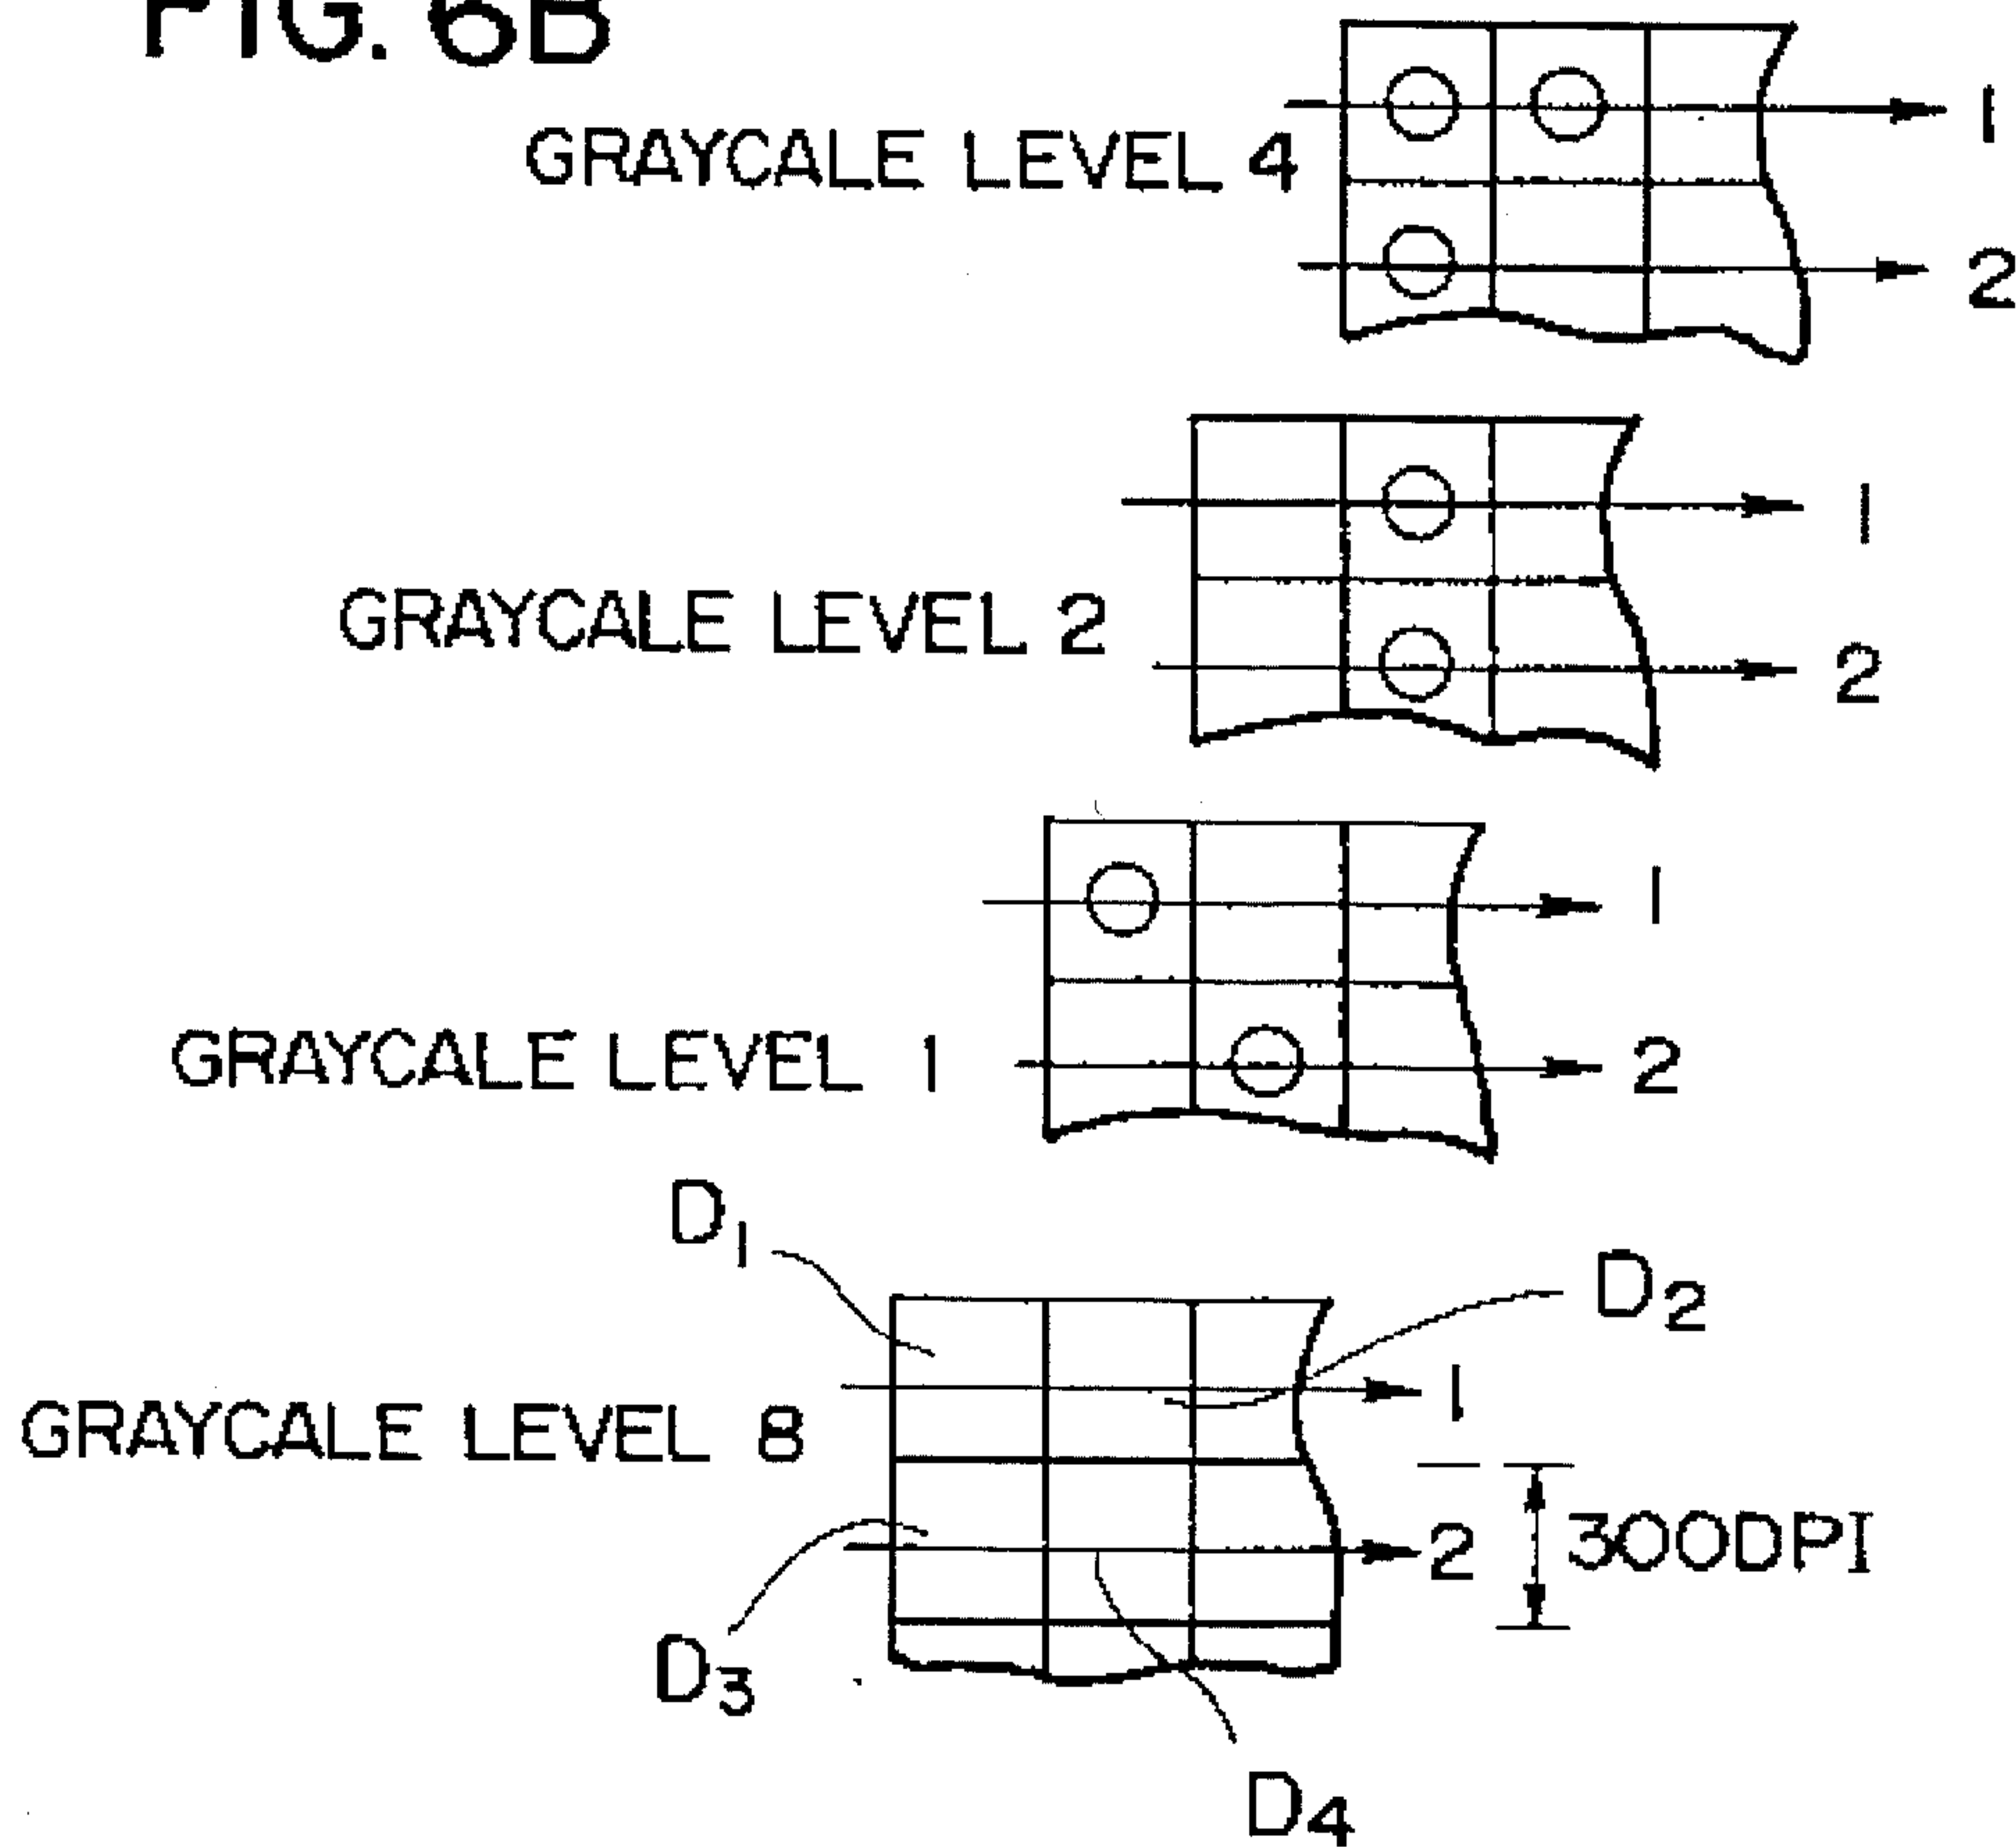 FIG. 6B
GRAYCALE LEVEL 4
1
2
GRAYCALE LEVEL 2
1
2
GRAYCALE LEVEL 1
1
2
D1
D2
GRAYCALE LEVEL 8
1
2
300DPI
D3
D4